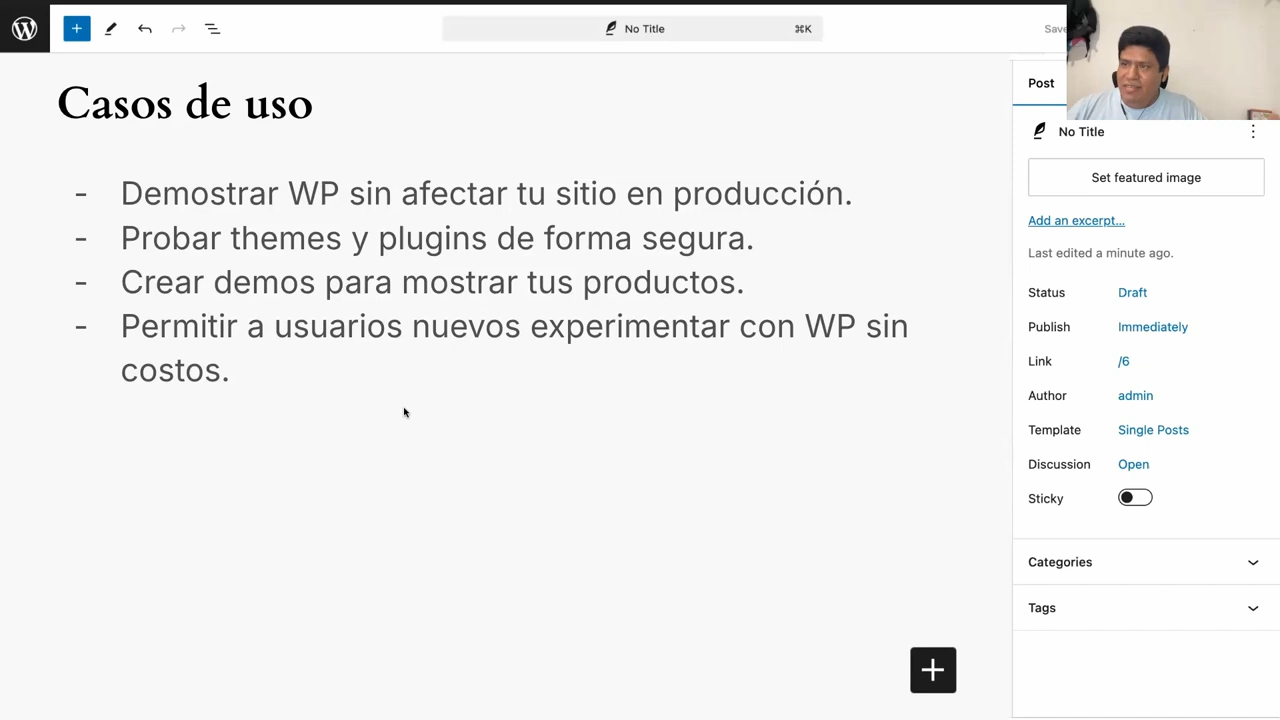 No Title
⌘K
Save
Casos de uso
- Demostrar WP sin afectar tu sitio en producción.
- Probar themes y plugins de forma segura.
- Crear demos para mostrar tus productos.
- Permitir a usuarios nuevos experimentar con WP sin
costos.
Post
No Title
Set featured image
Add an excerpt...
Last edited a minute ago.
Status Draft
Publish Immediately
Link /6
Author admin
Template Single Posts
Discussion Open
Sticky
Categories
Tags